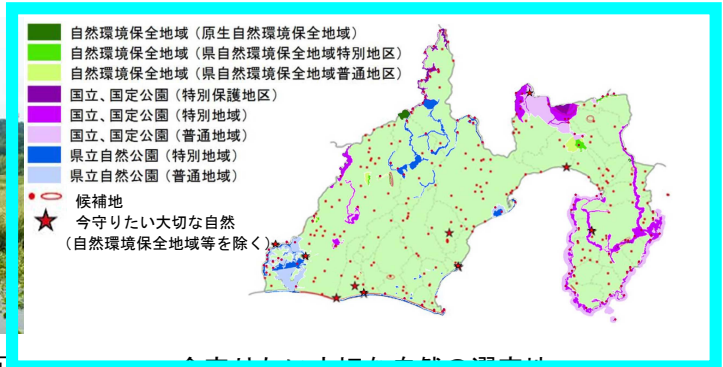 自然環境保全地域（原生自然環境保全地域）
自然環境保全地域（県自然環境保全地域特別地区）
自然環境保全地域（県自然環境保全地域普通地区）
国立、国定公園（特別保護地区）
国立、国定公園（特別地域）
国立、国定公園（普通地域）
県立自然公園（特別地域）
県立自然公園（普通地域）
候補地
今守りたい大切な自然
（自然環境保全地域等を除く）